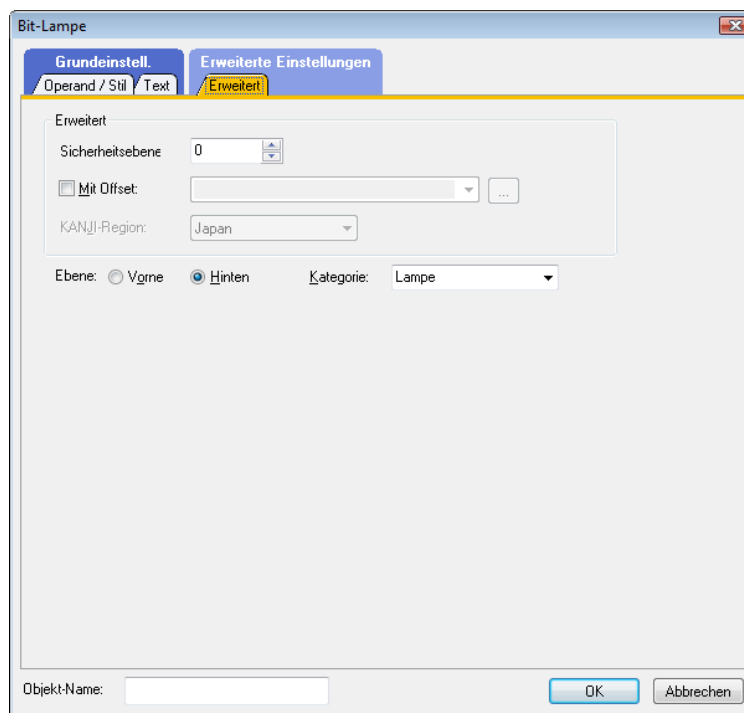 Bit-Lampe
Grundeinstell. Erweiterte Einstellungen
Operand / Stil Text Erweitert
Erweitert
Sicherheitsebene 0
Mit Offset: ...
KANJI-Region: Japan
Ebene: Vorne Hinten Kategorie: Lampe
Objekt-Name: OK Abbrechen